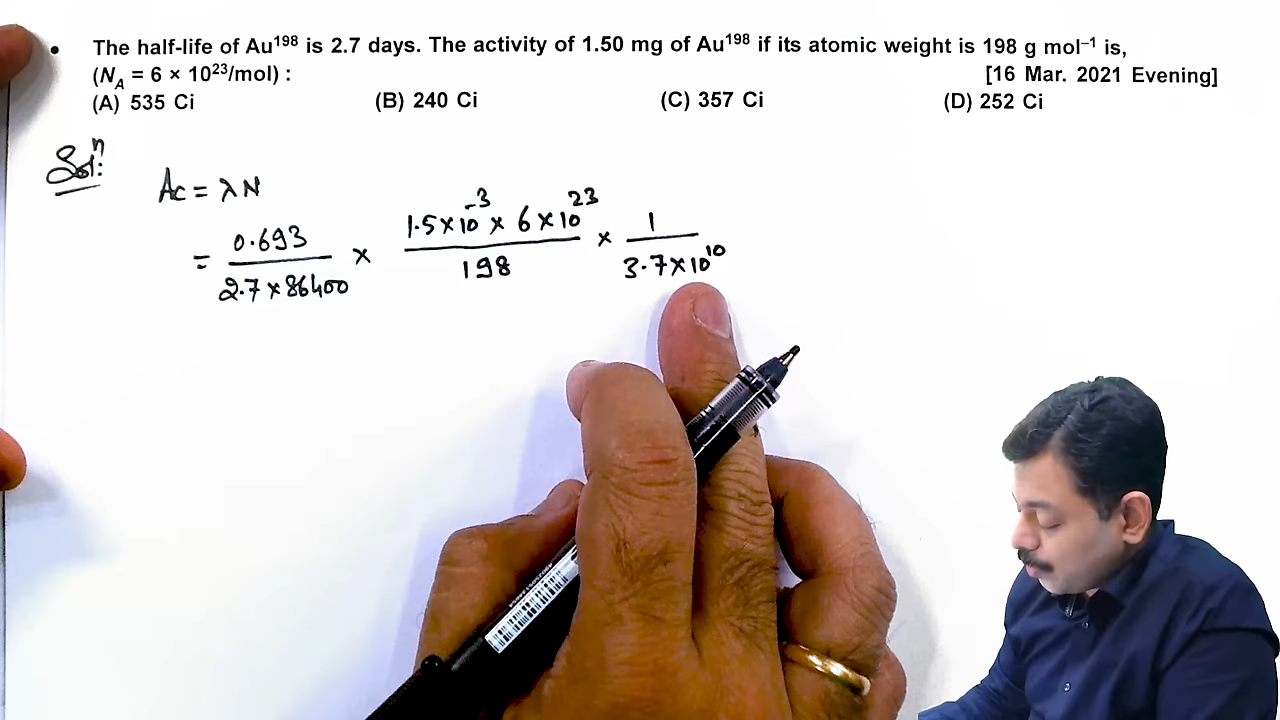 • The half-life of Au¹⁹⁸ is 2.7 days. The activity of 1.50 mg of Au¹⁹⁸ if its atomic weight is 198 g mol⁻¹ is,
(N_A = 6 × 10²³/mol) : [16 Mar. 2021 Evening]
(A) 535 Ci (B) 240 Ci (C) 357 Ci (D) 252 Ci
Solⁿ:
Ac = λN
= 0.693 / 2.7 × 86400 × 1.5 × 10⁻³ × 6 × 10²³ / 198 × 1 / 3.7 × 10¹⁰